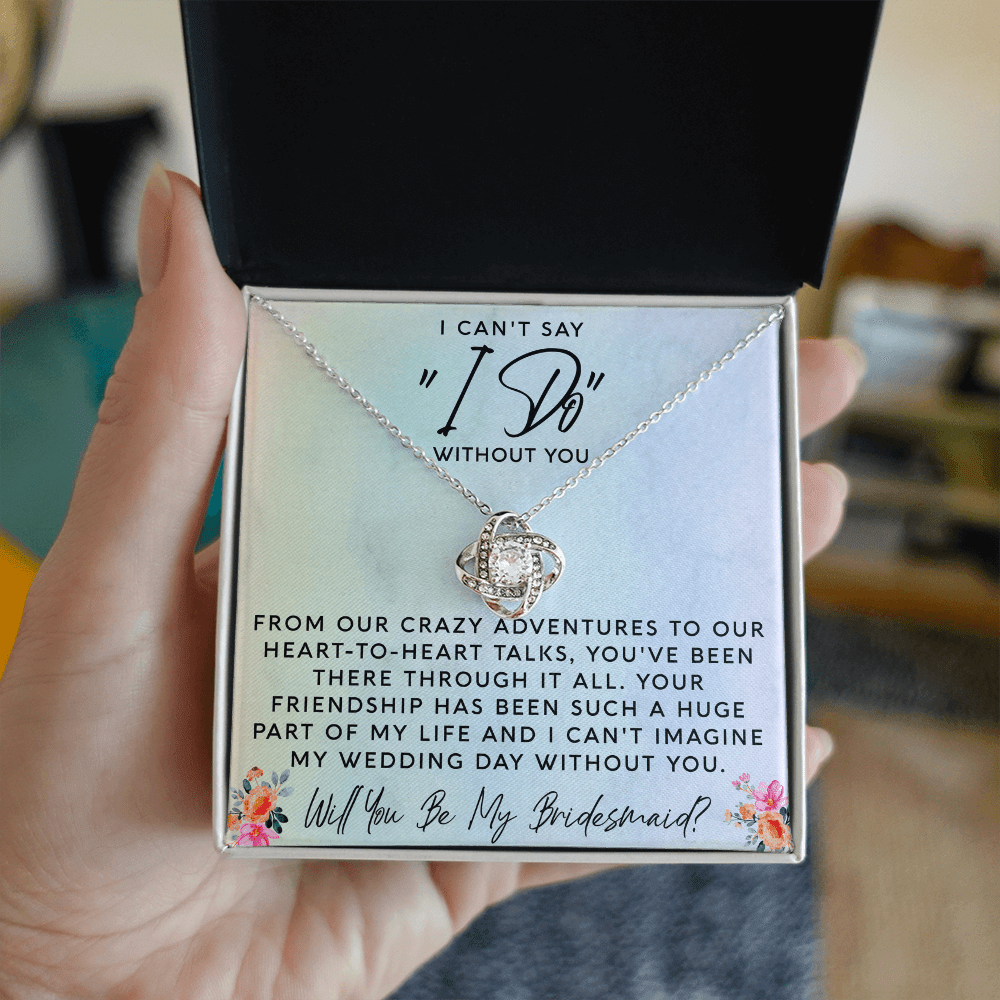 I CAN'T SAY
"I Do"
WITHOUT YOU
FROM OUR CRAZY ADVENTURES TO OUR
HEART-TO-HEART TALKS, YOU'VE BEEN
THERE THROUGH IT ALL. YOUR
FRIENDSHIP HAS BEEN SUCH A HUGE
PART OF MY LIFE AND I CAN'T IMAGINE
MY WEDDING DAY WITHOUT YOU.
Will You Be My Bridesmaid?